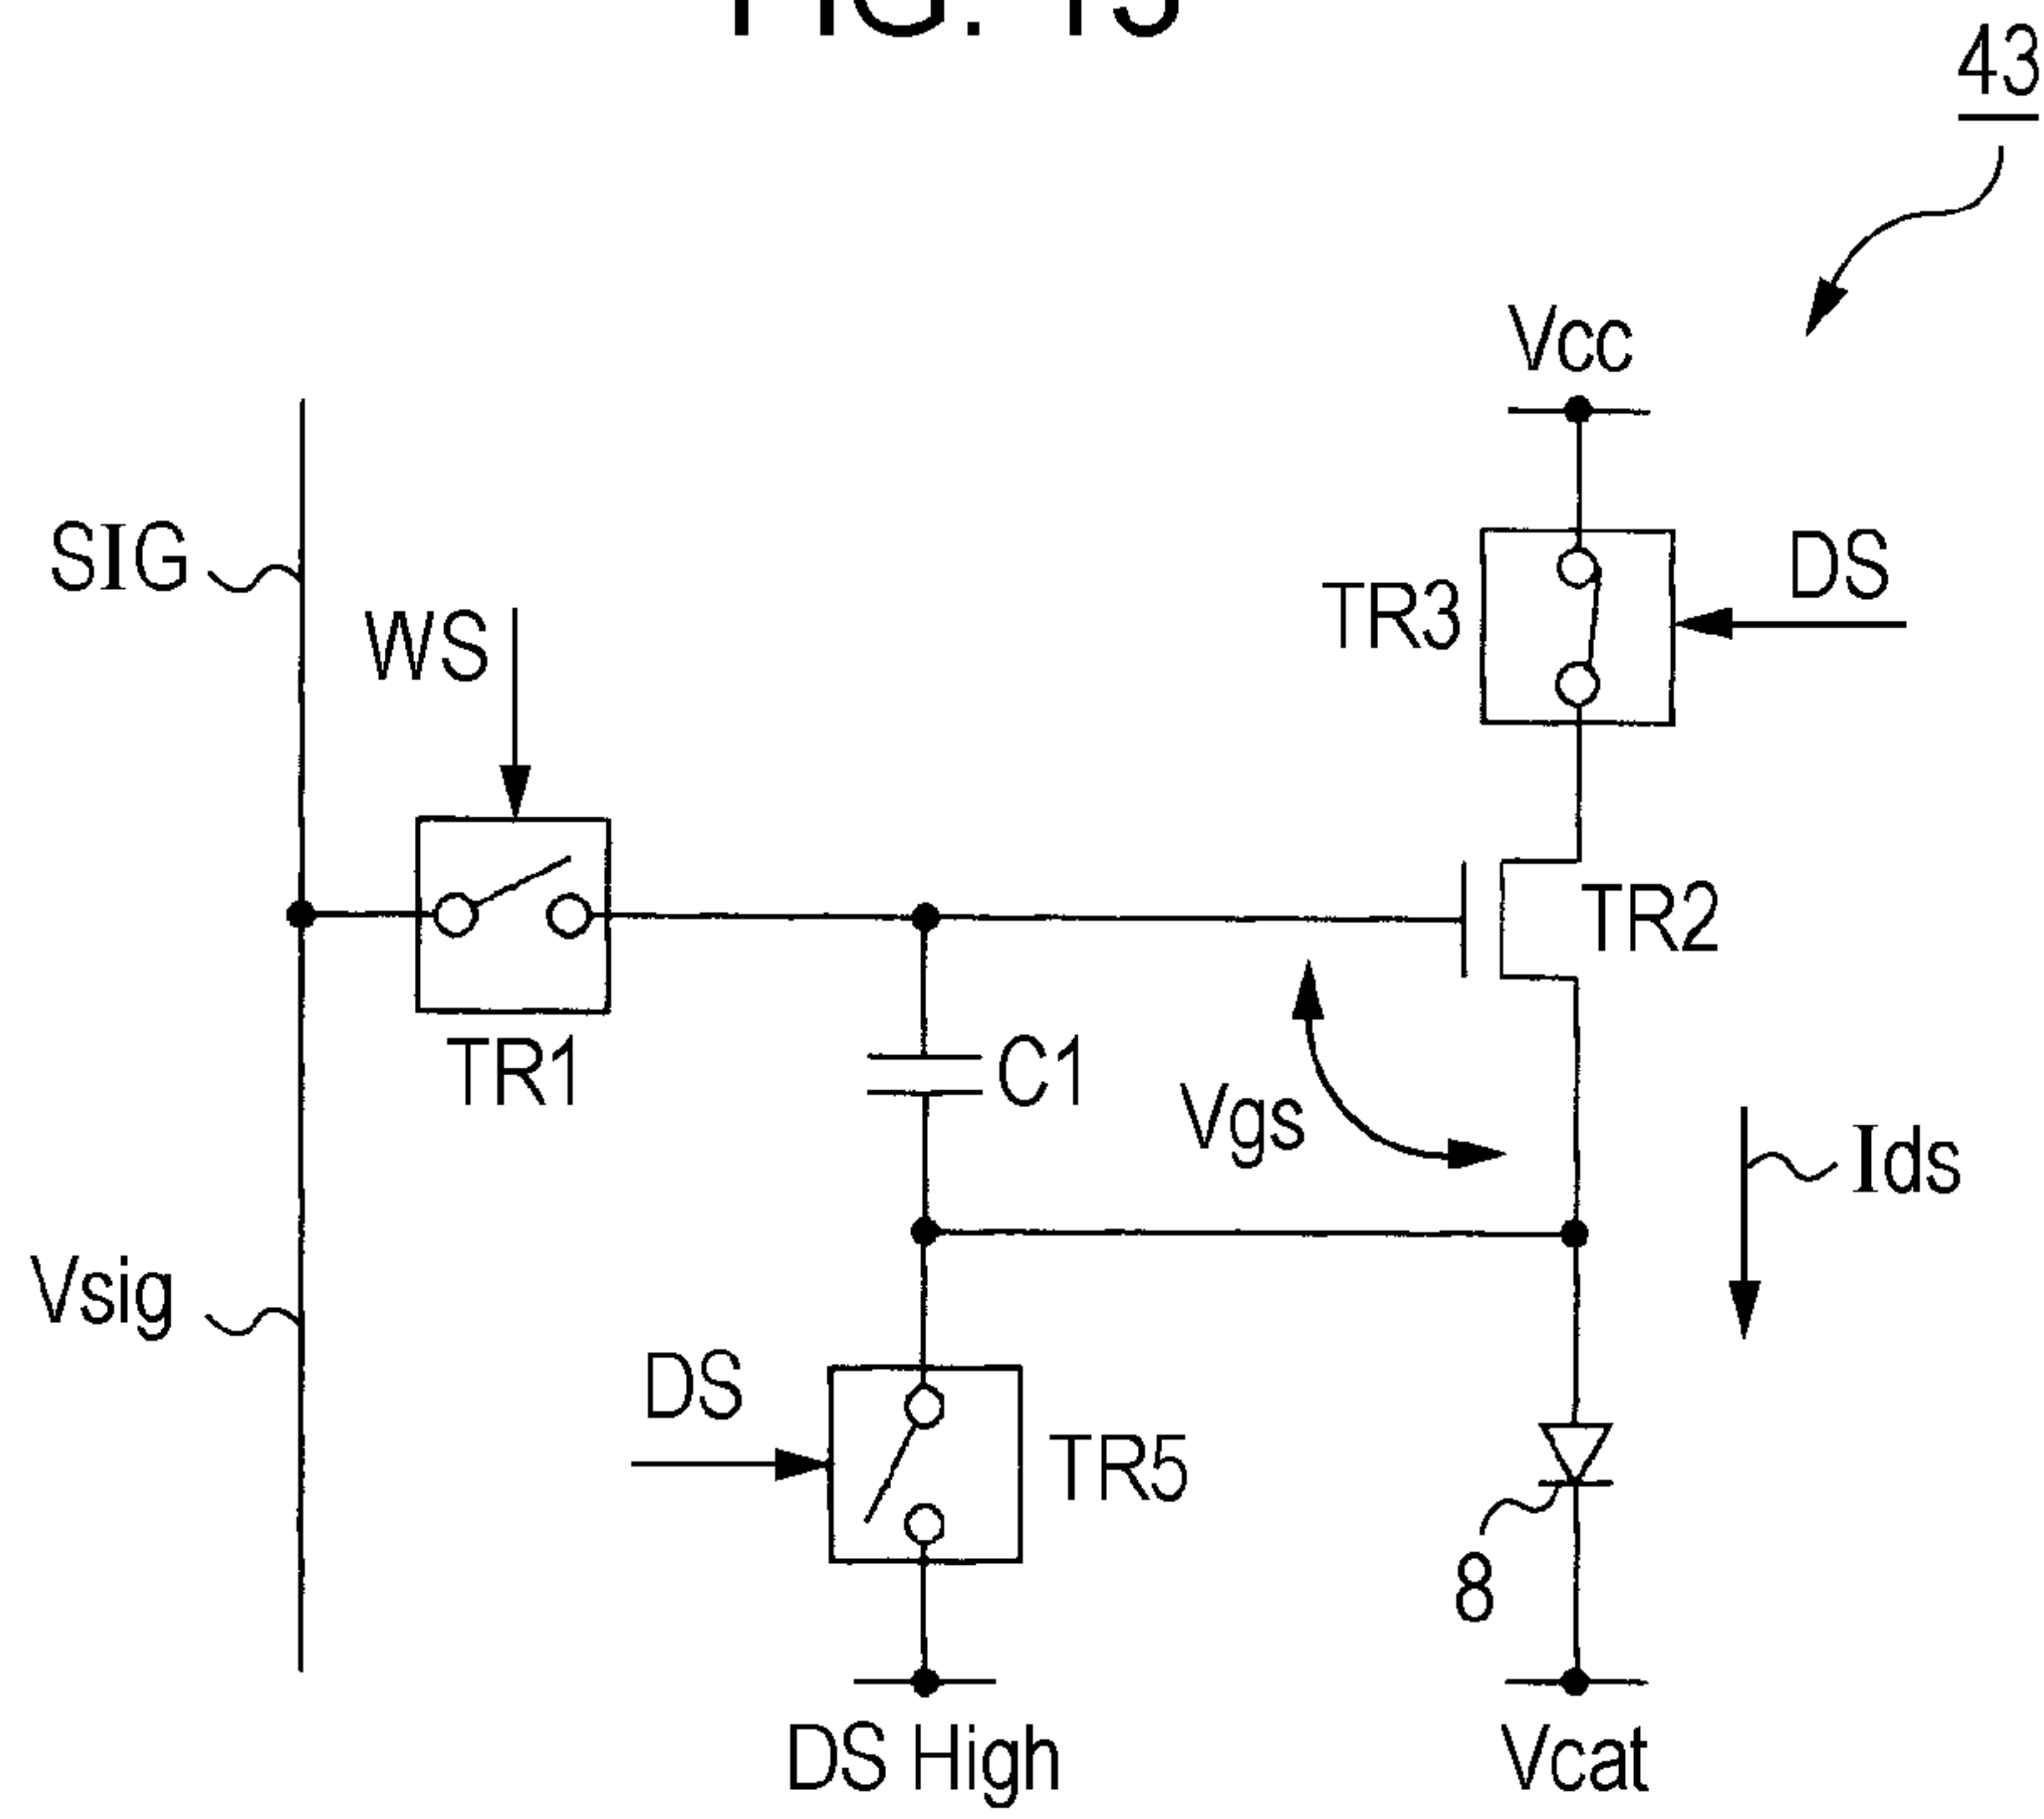 43
Vcc
SIG
DS
TR3
WS
TR2
TR1
C1
Vgs
Ids
Vsig
DS
TR5
8
DS High
Vcat